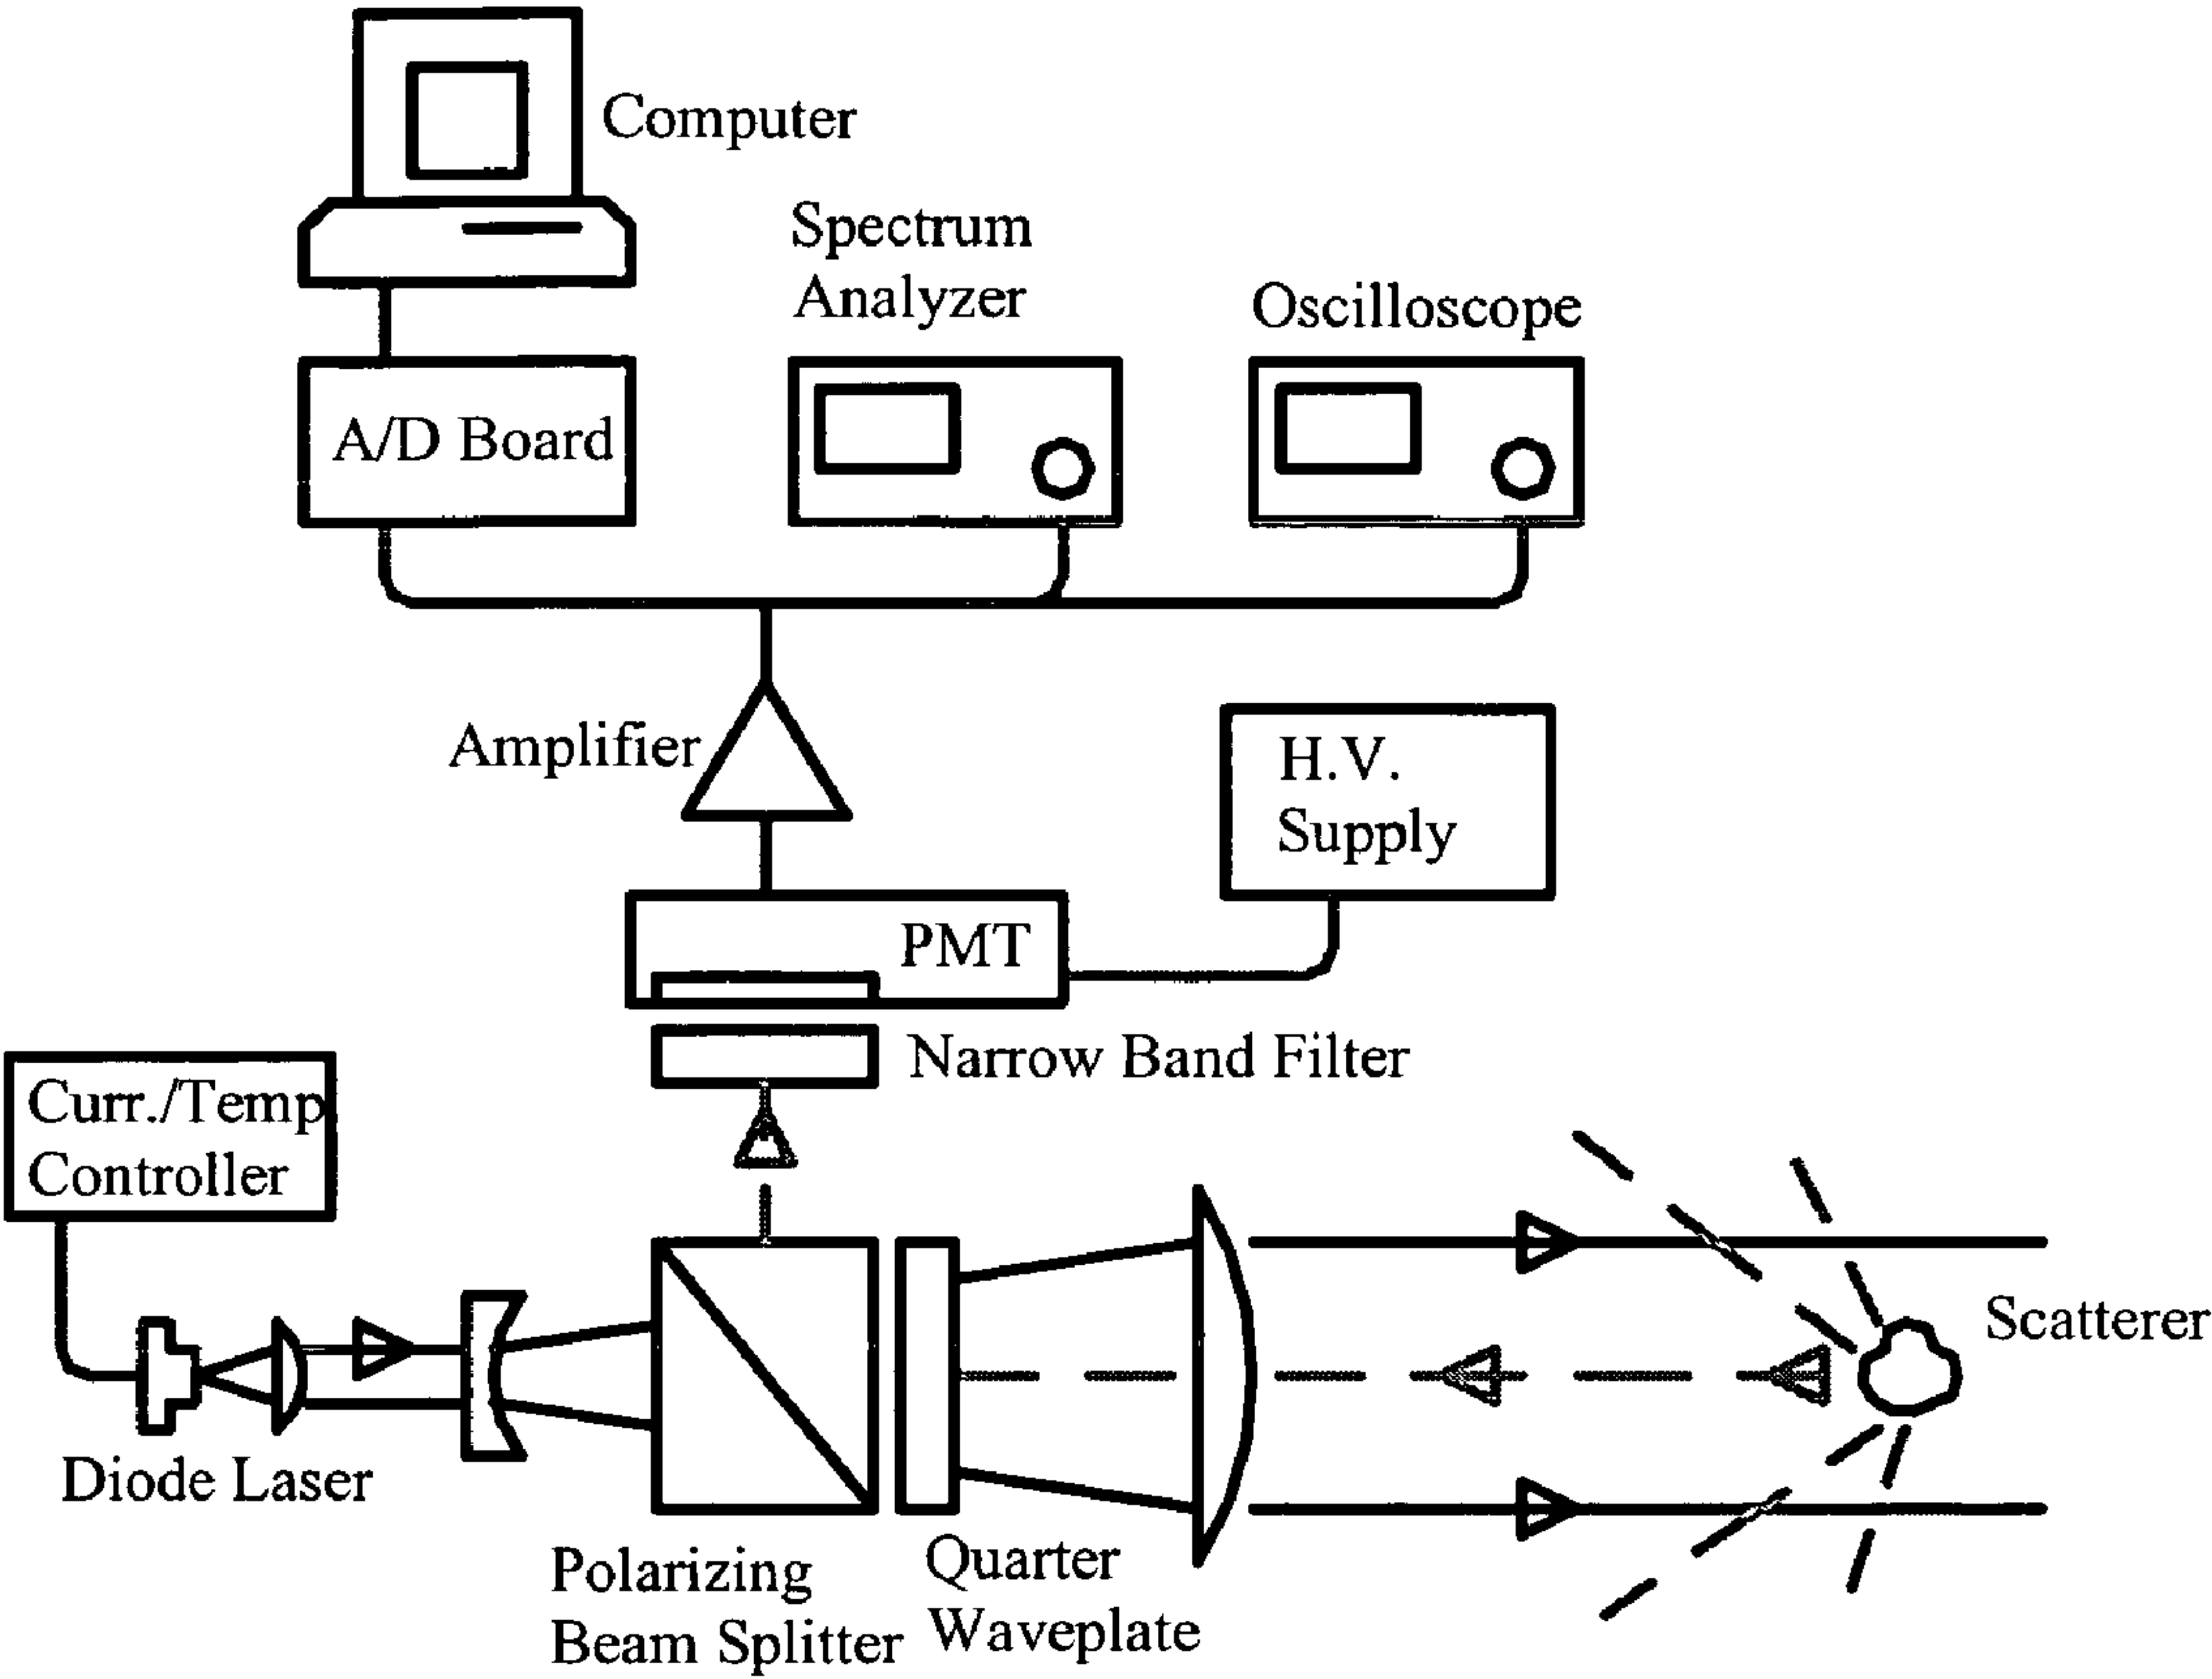 Computer
Spectrum
Analyzer
Oscilloscope
A/D Board
Amplifier
H.V.
Supply
PMT
Narrow Band Filter
Curr./Temp
Controller
Scatterer
Diode Laser
Polarizing
Beam Splitter
Quarter
Waveplate